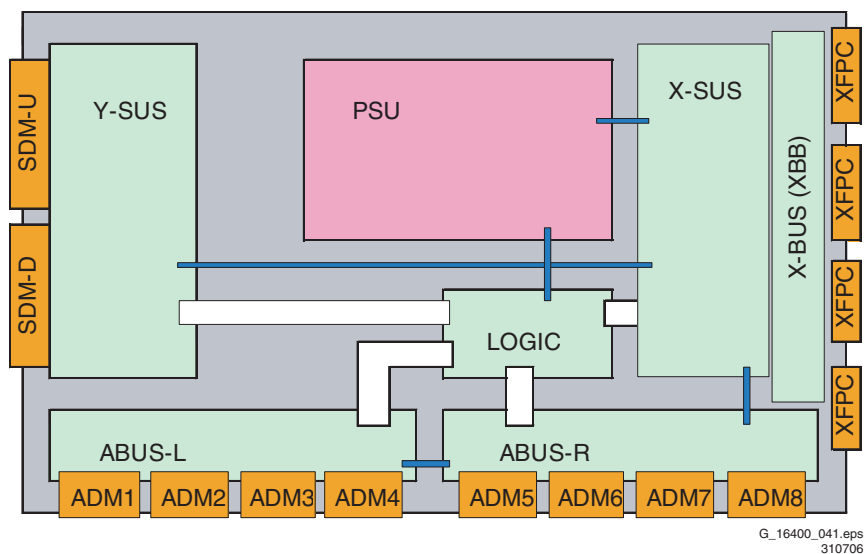 SDM-U
SDM-D
Y-SUS
PSU
X-SUS
X-BUS (XBB)
XFPC
XFPC
XFPC
XFPC
LOGIC
ABUS-L
ABUS-R
ADM1
ADM2
ADM3
ADM4
ADM5
ADM6
ADM7
ADM8
G_16400_041.eps
310706